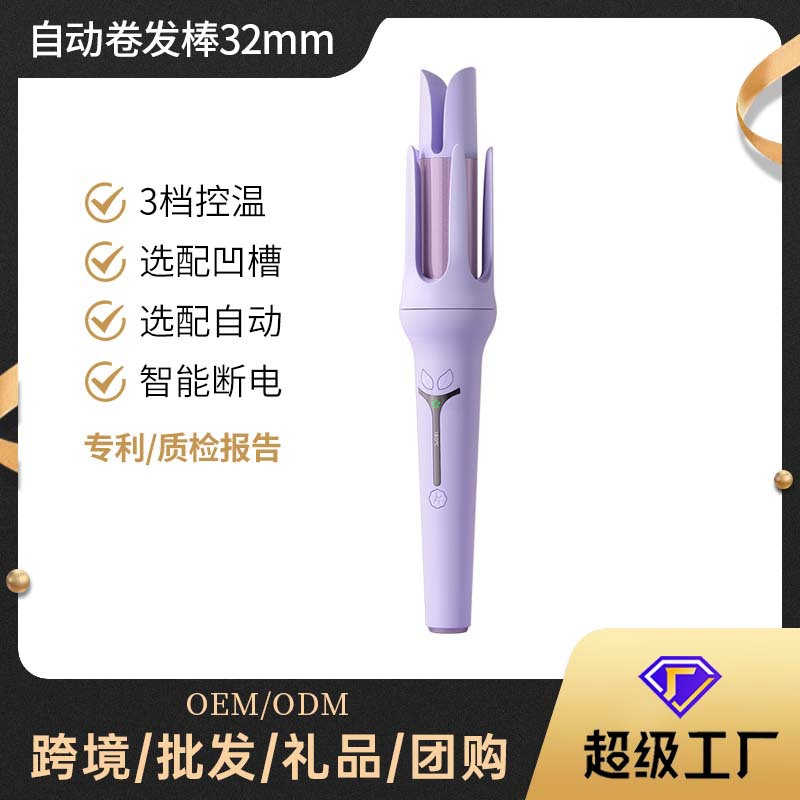 自动卷发棒32mm
3档控温
选配凹槽
选配自动
智能断电
专利/质检报告
OEM/ODM
跨境/批发/礼品/团购
超级工厂